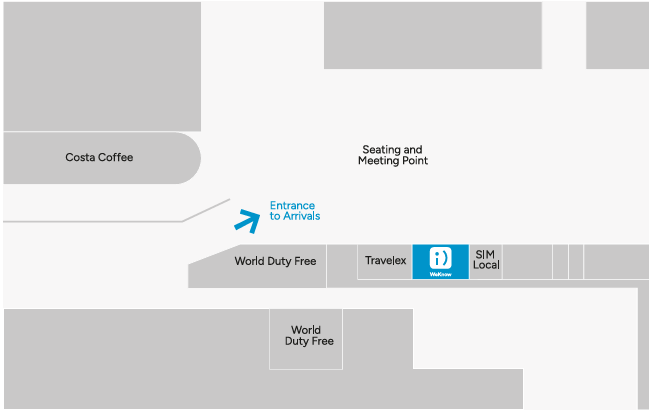 Costa Coffee
Seating and
Meeting Point
Entrance
to Arrivals
World Duty Free
Travelex
i)
WeKnow
SIM
Local
World
Duty Free